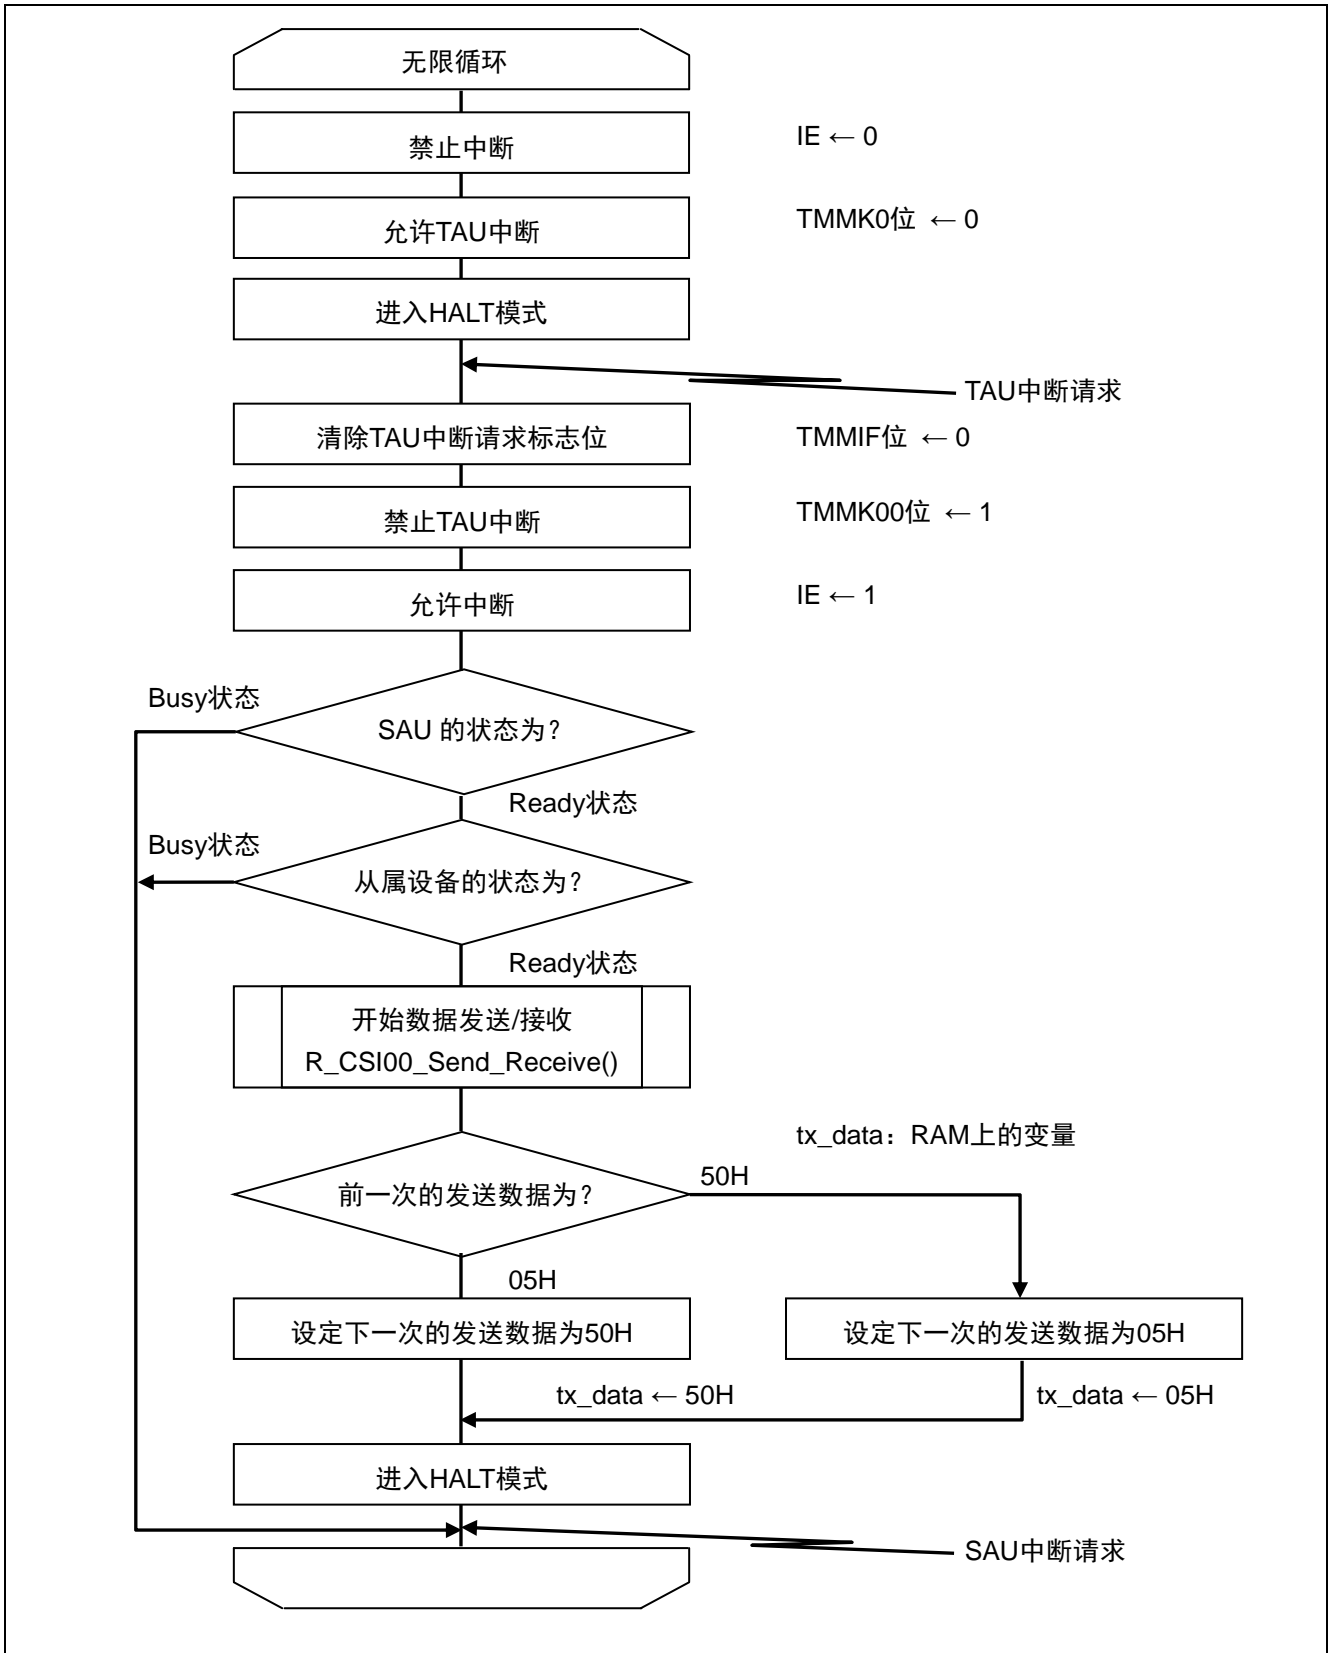 无限循环
禁止中断
IE ← 0
允许TAU中断
TMMK0位 ← 0
进入HALT模式
TAU中断请求
清除TAU中断请求标志位
TMMIF位 ← 0
禁止TAU中断
TMMK00位 ← 1
允许中断
IE ← 1
Busy状态
SAU 的状态为?
Ready状态
Busy状态
从属设备的状态为?
Ready状态
开始数据发送/接收
R_CSI00_Send_Receive()
tx_data：RAM上的变量
前一次的发送数据为?
50H
05H
设定下一次的发送数据为50H
设定下一次的发送数据为05H
tx_data ← 50H
tx_data ← 05H
进入HALT模式
SAU中断请求